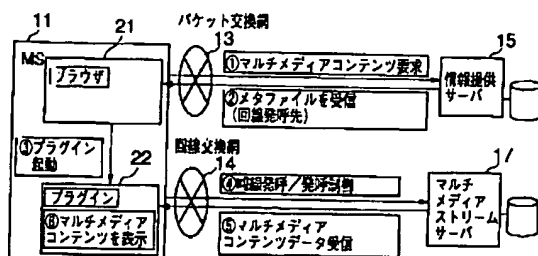 11
MS
21
ブラウザ
③プラグイン
起動
22
プラグイン
⑥マルチメディア
コンテンツを表示
パケット交換網
13
①マルチメディアコンテンツ要求
②メタファイルを受信
(回線発呼先)
回線交換網
14
④回線発呼/発呼制御
⑤マルチメディア
コンテンツデータ受信
15
情報提供
サーバ
17
マルチ
メディア
ストリーム
サーバ